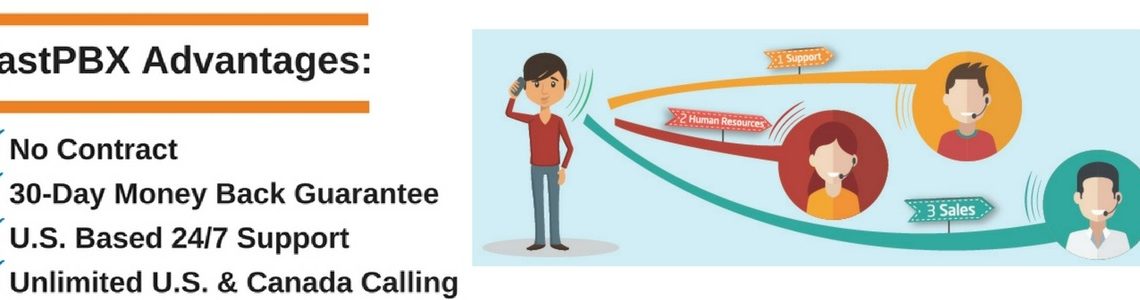 astPBX Advantages:
No Contract
30-Day Money Back Guarantee
U.S. Based 24/7 Support
Unlimited U.S. & Canada Calling
1 Support
2 Human Resources
3 Sales